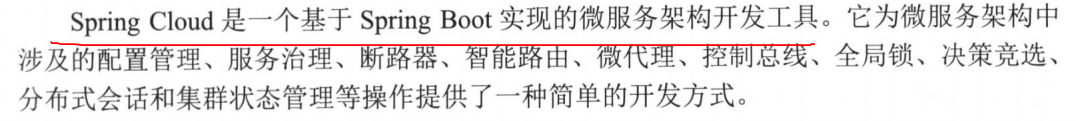 Spring Cloud 是一个基于 Spring Boot 实现的微服务架构开发工具。它为微服务架构中
涉及的配置管理、服务治理、断路器、智能路由、微代理、控制总线、全局锁、决策竞选、
分布式会话和集群状态管理等操作提供了一种简单的开发方式。